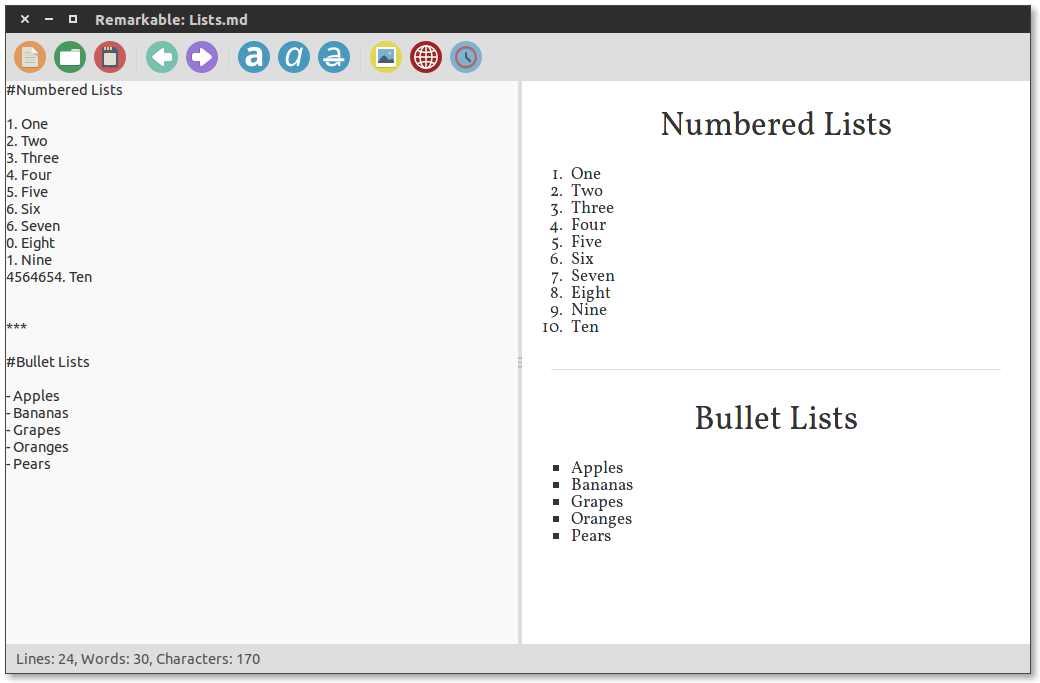 Remarkable: Lists.md
a a a
#Numbered Lists
1. One
2. Two
3. Three
4. Four
5. Five
6. Six
6. Seven
0. Eight
1. Nine
4564654. Ten
***
#Bullet Lists
- Apples
- Bananas
- Grapes
- Oranges
- Pears
Numbered Lists
1. One
2. Two
3. Three
4. Four
5. Five
6. Six
7. Seven
8. Eight
9. Nine
10. Ten
Bullet Lists
▪ Apples
▪ Bananas
▪ Grapes
▪ Oranges
▪ Pears
Lines: 24, Words: 30, Characters: 170